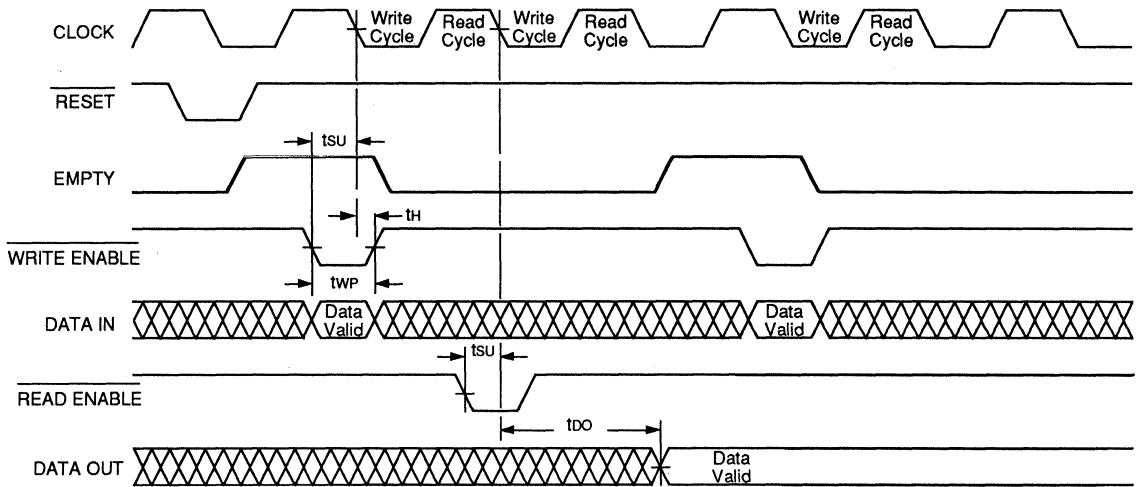 CLOCK
Write Cycle
Read Cycle
Write Cycle
Read Cycle
Write Cycle
Read Cycle
RESET
tSU
EMPTY
tH
WRITE ENABLE
tWP
DATA IN
Data Valid
Data Valid
tSU
READ ENABLE
tDO
DATA OUT
Data Valid